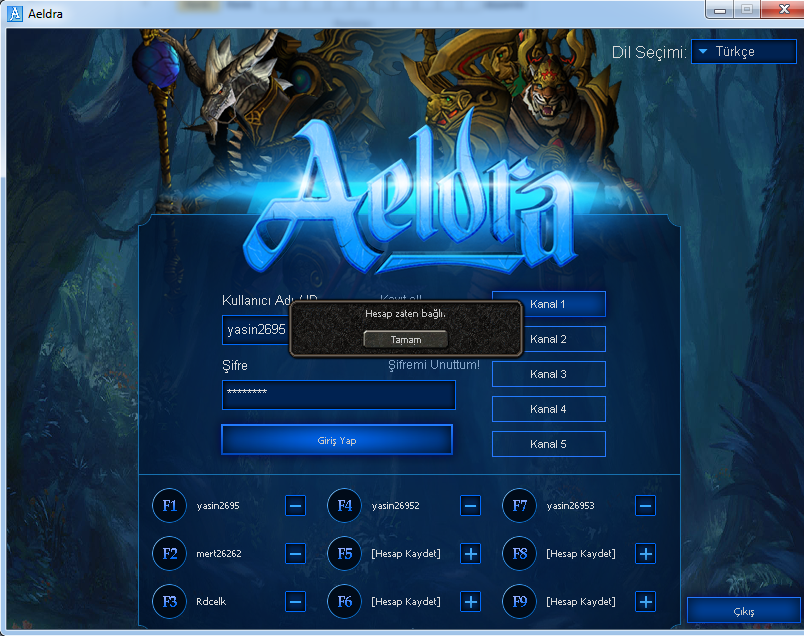 Aeldra
Dil Seçimi: Türkçe
Aeldra
Kullanıcı Adı / ID
Kayıt ol!
yasin2695
Hesap zaten bağlı.
Tamam
Şifre
Şifremi Unuttum!
********
Giriş Yap
Kanal 1
Kanal 2
Kanal 3
Kanal 4
Kanal 5
F1 yasin2695
F4 yasin26952
F7 yasin26953
F2 mert26262
F5 [Hesap Kaydet]
F8 [Hesap Kaydet]
F3 Rdcelk
F6 [Hesap Kaydet]
F9 [Hesap Kaydet]
Çıkış